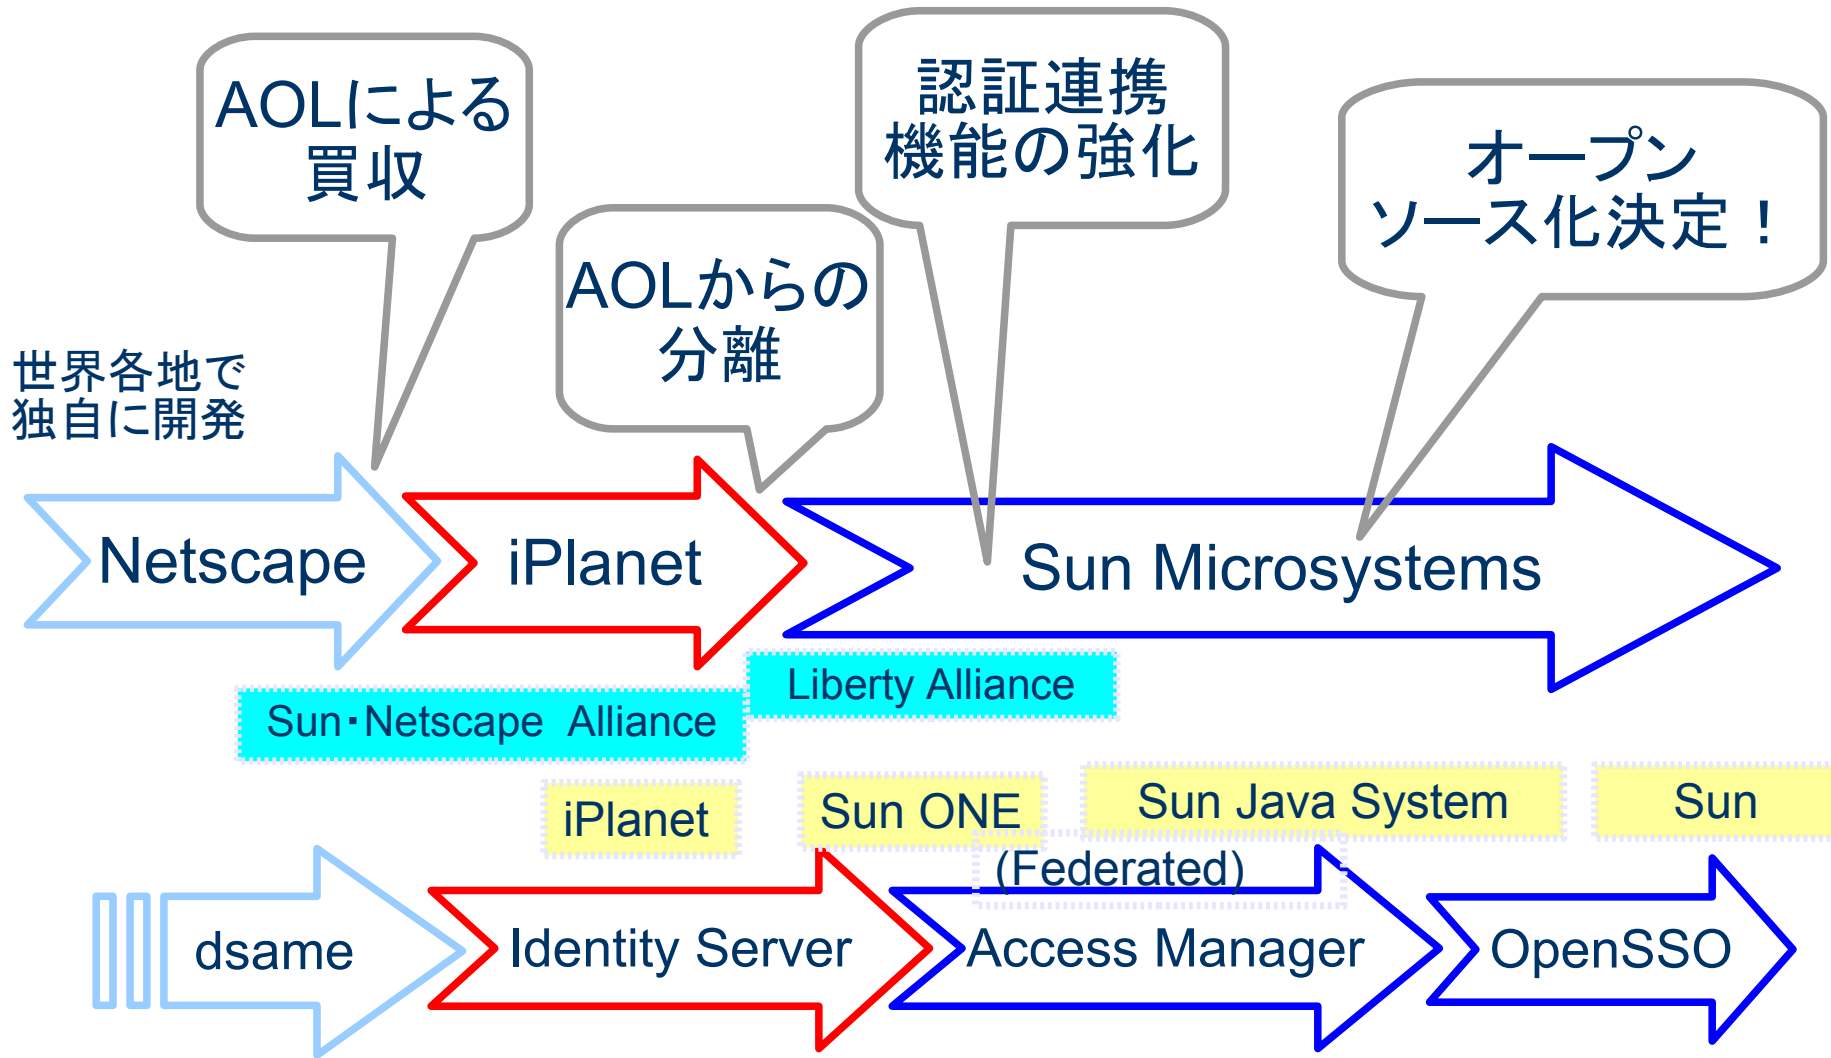 AOLによる
買収
認証連携
機能の強化
オープン
ソース化決定！
AOLからの
分離
世界各地で
独自に開発
Netscape
iPlanet
Sun Microsystems
Liberty Alliance
Sun・Netscape Alliance
iPlanet
Sun ONE
Sun Java System
Sun
(Federated)
dsame
Identity Server
Access Manager
OpenSSO